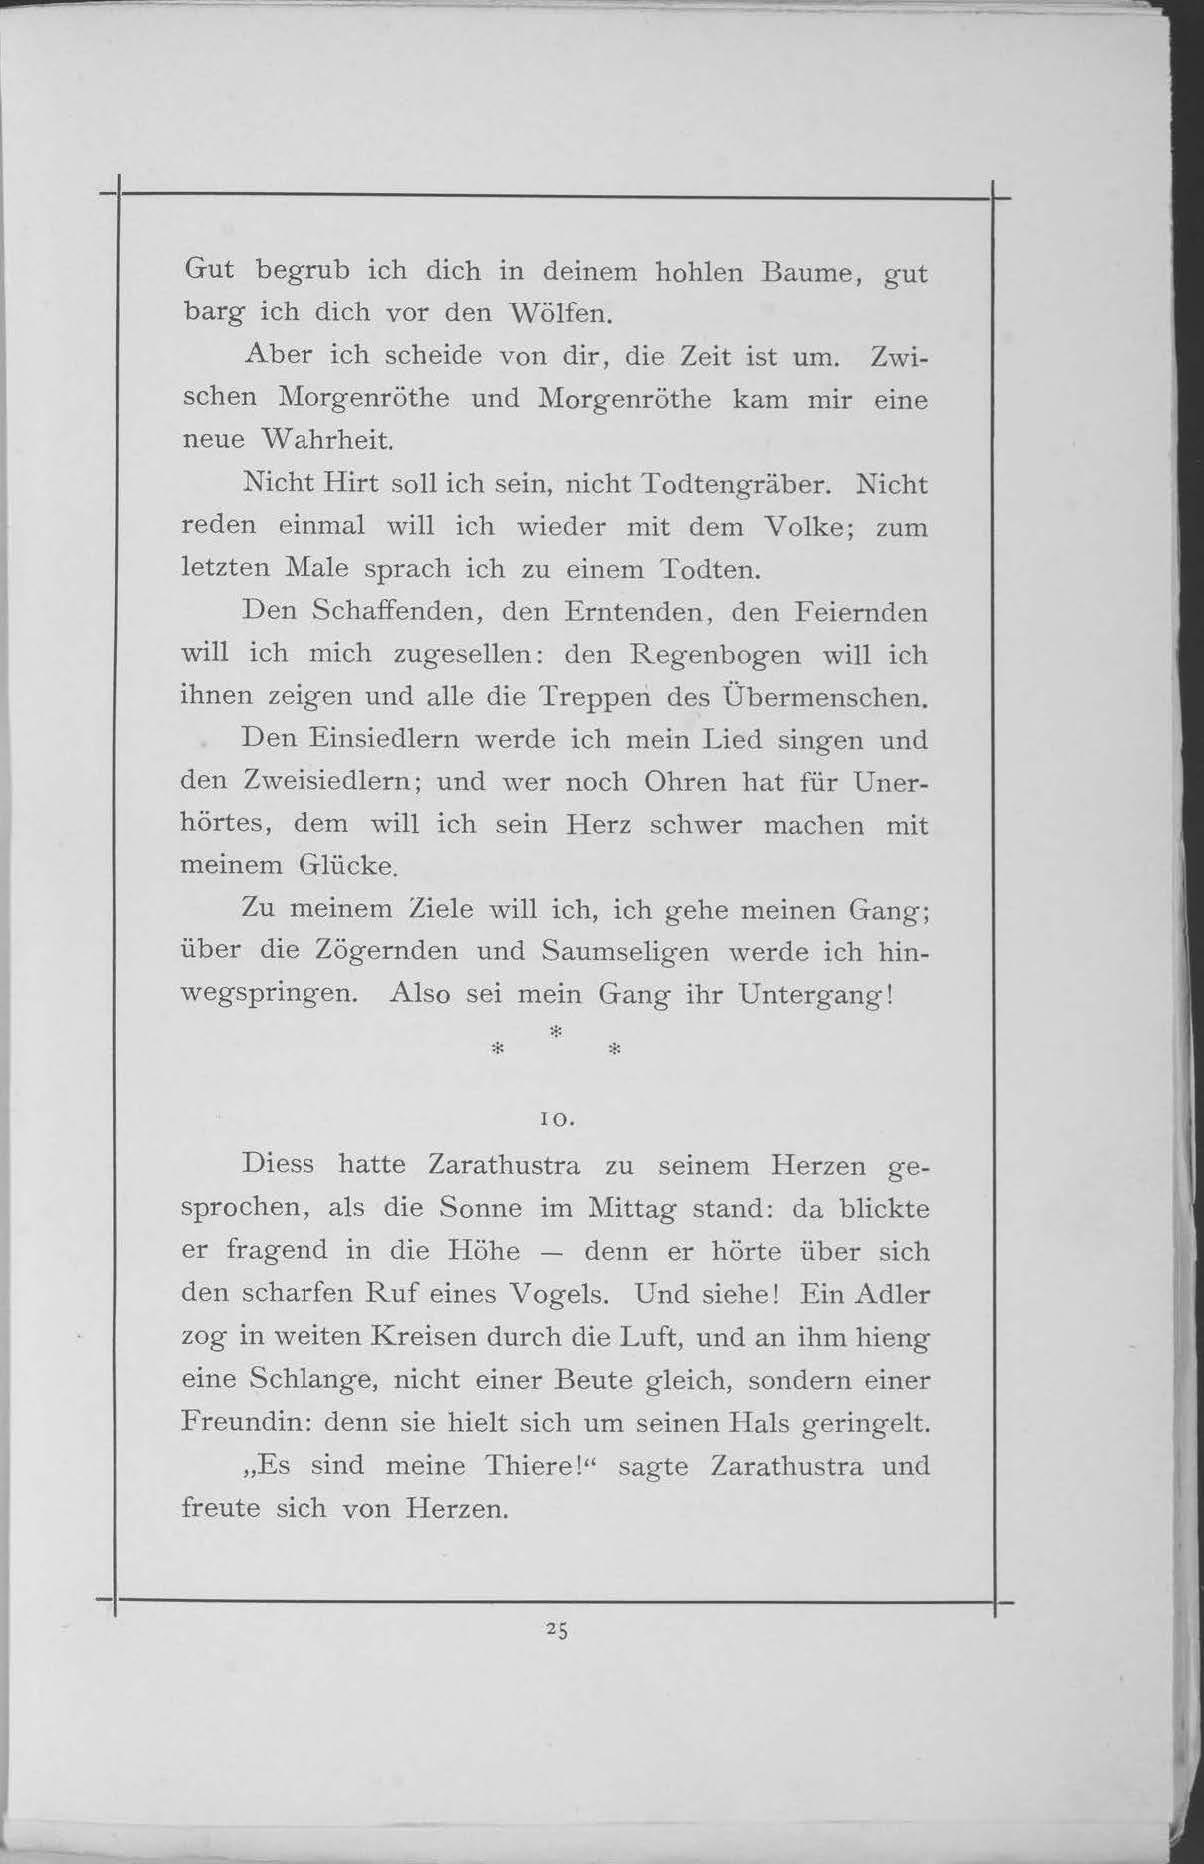 Gut begrub ich dich in deinem hohlen Baume, gut
barg ich dich vor den Wölfen.
Aber ich scheide von dir, die Zeit ist um. Zwi-
schen Morgenröthe und Morgenröthe kam mir eine
neue Wahrheit.
Nicht Hirt soll ich sein, nicht Todtengräber. Nicht
reden einmal will ich wieder mit dem Volke; zum
letzten Male sprach ich zu einem Todten.
Den Schaffenden, den Erntenden, den Feiernden
will ich mich zugesellen: den Regenbogen will ich
ihnen zeigen und alle die Treppen des Übermenschen.
Den Einsiedlern werde ich mein Lied singen und
den Zweisiedlern; und wer noch Ohren hat für Uner-
hörtes, dem will ich sein Herz schwer machen mit
meinem Glücke.
Zu meinem Ziele will ich, ich gehe meinen Gang;
über die Zögernden und Saumseligen werde ich hin-
wegspringen. Also sei mein Gang ihr Untergang!
*
* *
10.
Diess hatte Zarathustra zu seinem Herzen ge-
sprochen, als die Sonne im Mittag stand: da blickte
er fragend in die Höhe — denn er hörte über sich
den scharfen Ruf eines Vogels. Und siehe! Ein Adler
zog in weiten Kreisen durch die Luft, und an ihm hieng
eine Schlange, nicht einer Beute gleich, sondern einer
Freundin: denn sie hielt sich um seinen Hals geringelt.
„Es sind meine Thiere!“ sagte Zarathustra und
freute sich von Herzen.
25